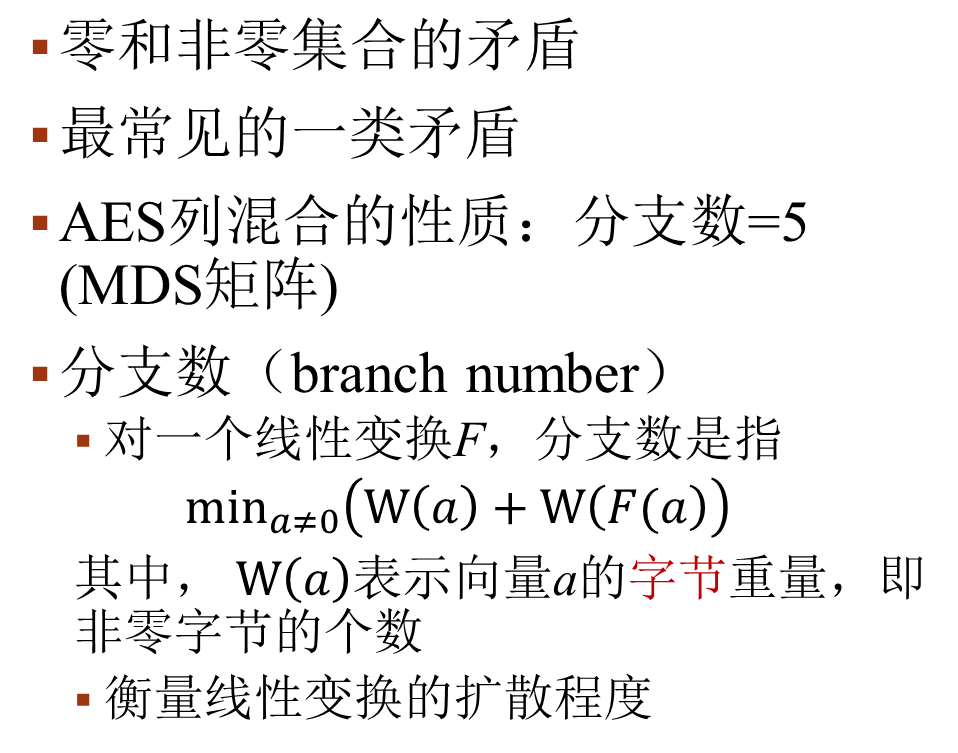 ▪零和非零集合的矛盾
▪最常见的一类矛盾
▪AES列混合的性质：分支数=5
(MDS矩阵)
▪分支数（branch number）
▪对一个线性变换F，分支数是指
min_{a≠0}(W(a) + W(F(a))
其中， W(a)表示向量a的字节重量，即
非零字节的个数
▪衡量线性变换的扩散程度